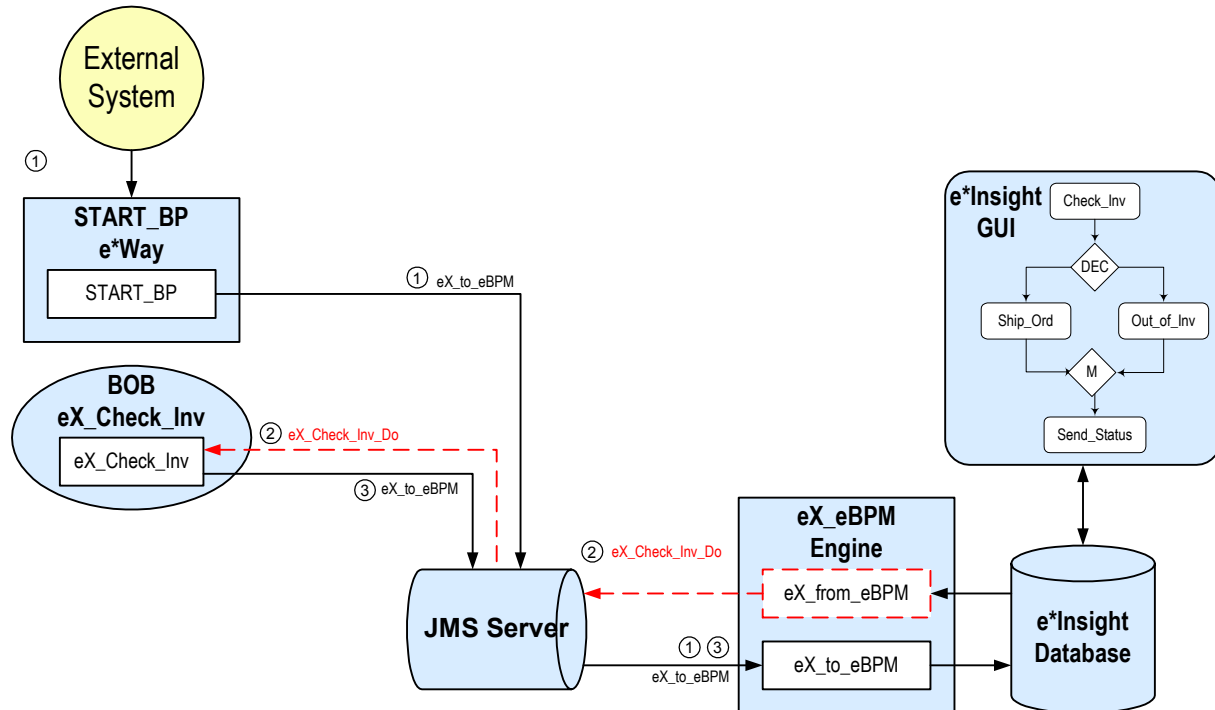 External
System
①
START_BP
e*Way
START_BP
① eX_to_eBPM
BOB
eX_Check_Inv
eX_Check_Inv
② eX_Check_Inv_Do
③ eX_to_eBPM
JMS Server
② eX_Check_Inv_Do
① ③
eX_to_eBPM
eX_eBPM
Engine
eX_from_eBPM
eX_to_eBPM
e*Insight
GUI
Check_Inv
DEC
Ship_Ord
Out_of_Inv
M
Send_Status
e*Insight
Database